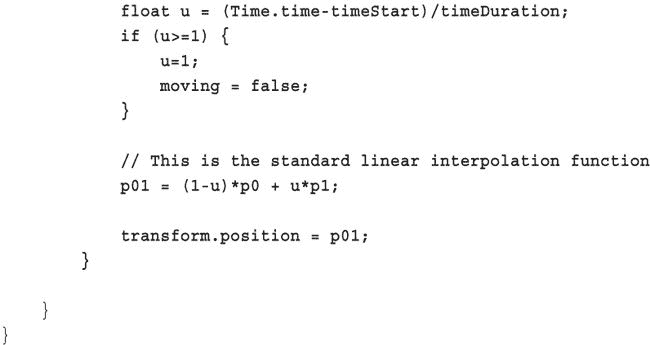 float u = (Time.time-timeStart)/timeDuration;
if (u>=1) {
u=1;
moving = false;
}
// This is the standard linear interpolation function
p01 = (1-u)*p0 + u*p1;
transform.position = p01;
}
}
}